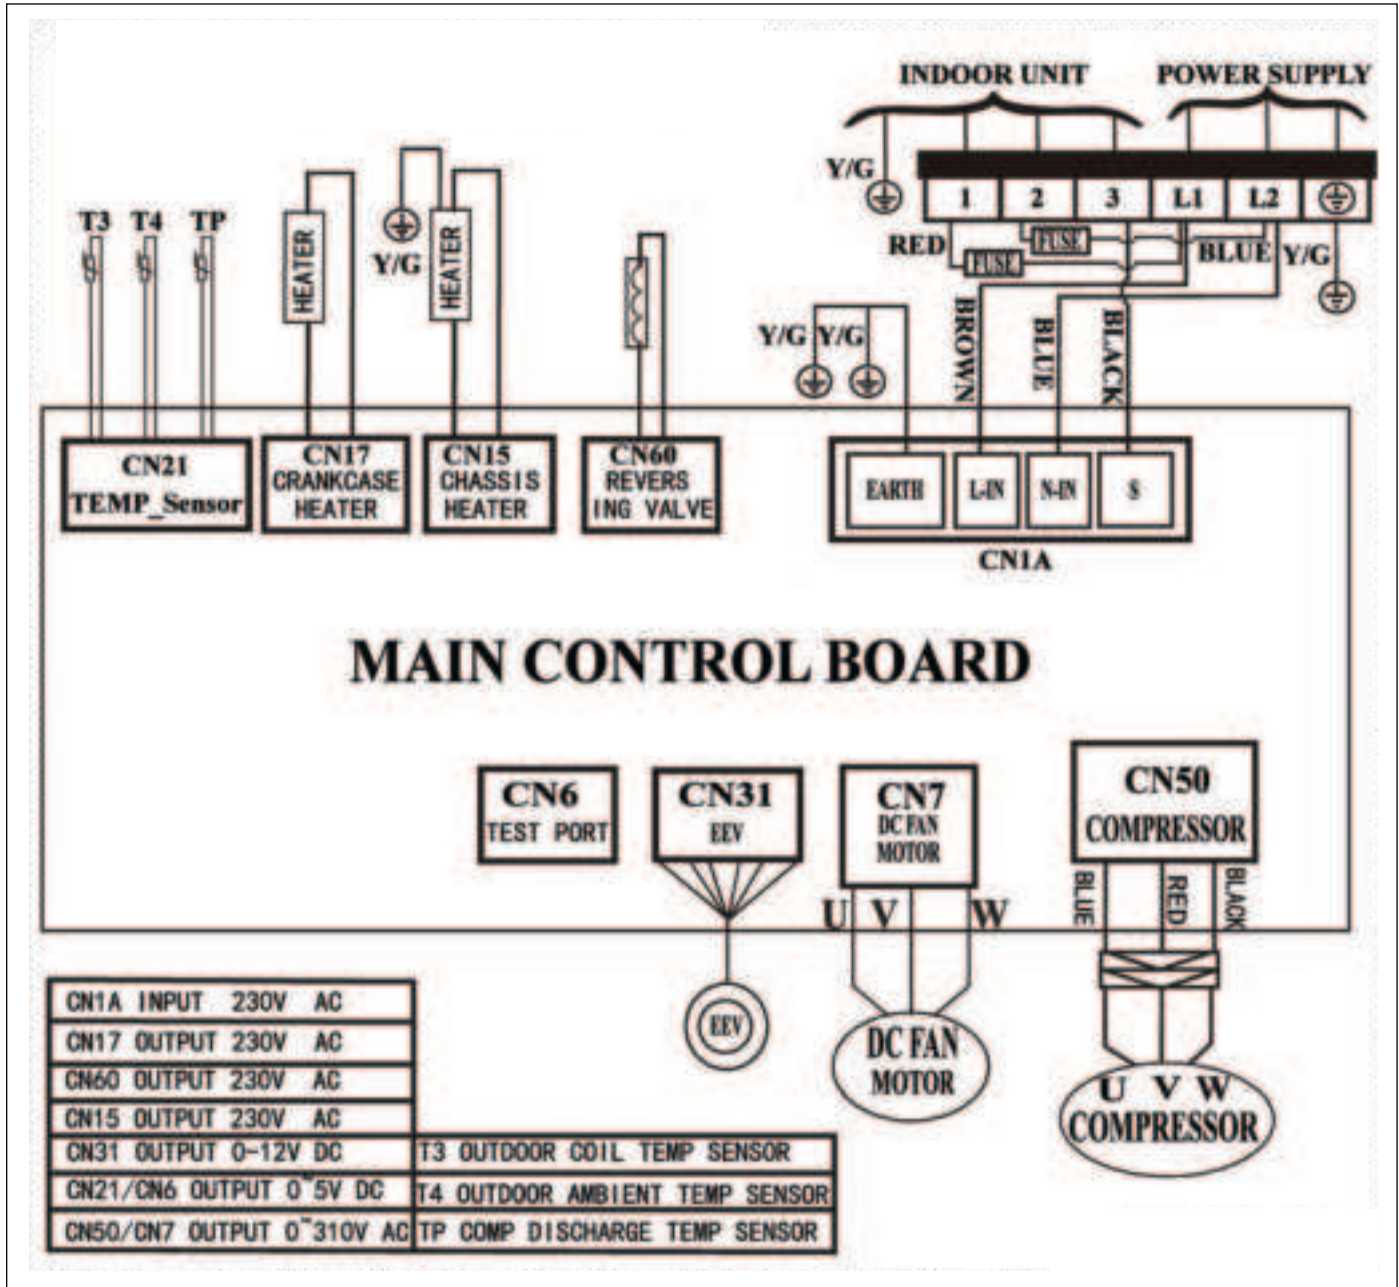 INDOOR UNIT POWER SUPPLY
Y/G
1 2 3 L1 L2
RED FUSE BLUE Y/G
FUSE
T3 T4 TP
HEATER
Y/G
HEATER
Y/G Y/G
BROWN
BLUE
BLACK
CN21
TEMP_Sensor
CN17
CRANKCASE
HEATER
CN15
CHASSIS
HEATER
CN60
REVERS
ING VALVE
EARTH L-IN N-IN S
CN1A
MAIN CONTROL BOARD
CN6
TEST PORT
CN31
EEV
CN7
DC FAN
MOTOR
CN50
COMPRESSOR
U V W
BLUE
RED
BLACK
EEV
DC FAN
MOTOR
U V W
COMPRESSOR
CN1A INPUT 230V AC
CN17 OUTPUT 230V AC
CN60 OUTPUT 230V AC
CN15 OUTPUT 230V AC
CN31 OUTPUT 0-12V DC T3 OUTDOOR COIL TEMP SENSOR
CN21/CN6 OUTPUT 0~5V DC T4 OUTDOOR AMBIENT TEMP SENSOR
CN50/CN7 OUTPUT 0~310V AC TP COMP DISCHARGE TEMP SENSOR